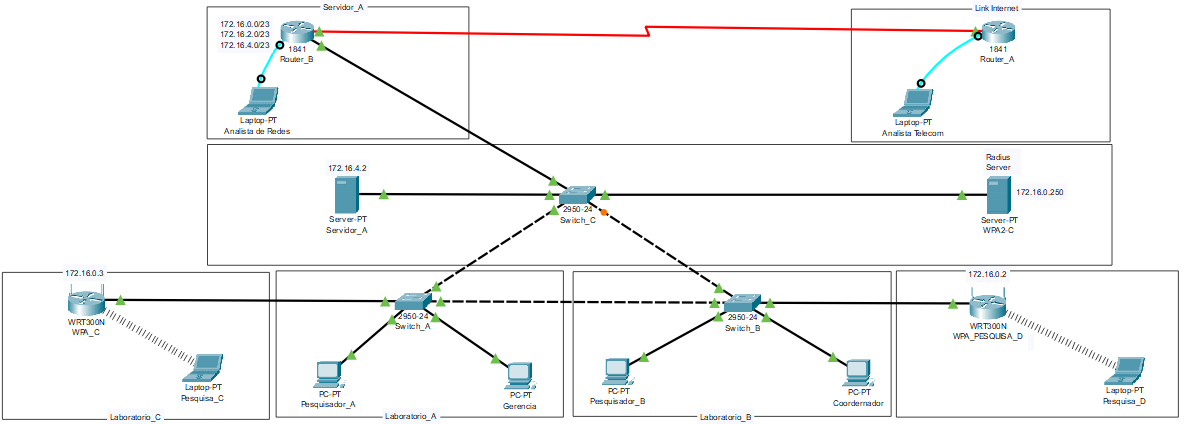 Servidor_A
Link Internet
172.16.0.0/23
172.16.2.0/23
172.16.4.0/23
1841
Router_B
1841
Router_A
Laptop-PT
Analista de Redes
Laptop-PT
Analista Telecom
172.16.4.2
Server-PT
Servidor_A
2950-24
Switch_C
Radius
Server
172.16.0.250
Server-PT
WPA2-C
172.16.0.3
WRT300N
WPA_C
Laptop-PT
Pesquisa_C
Laboratorio_C
2950-24
Switch_A
PC-PT
Pesquisador_A
PC-PT
Gerencia
Laboratorio_A
2950-24
Switch_B
PC-PT
Pesquisador_B
PC-PT
Coordernador
Laboratorio_B
172.16.0.2
WRT300N
WPA_PESQUISA_D
Laptop-PT
Pesquisa_D